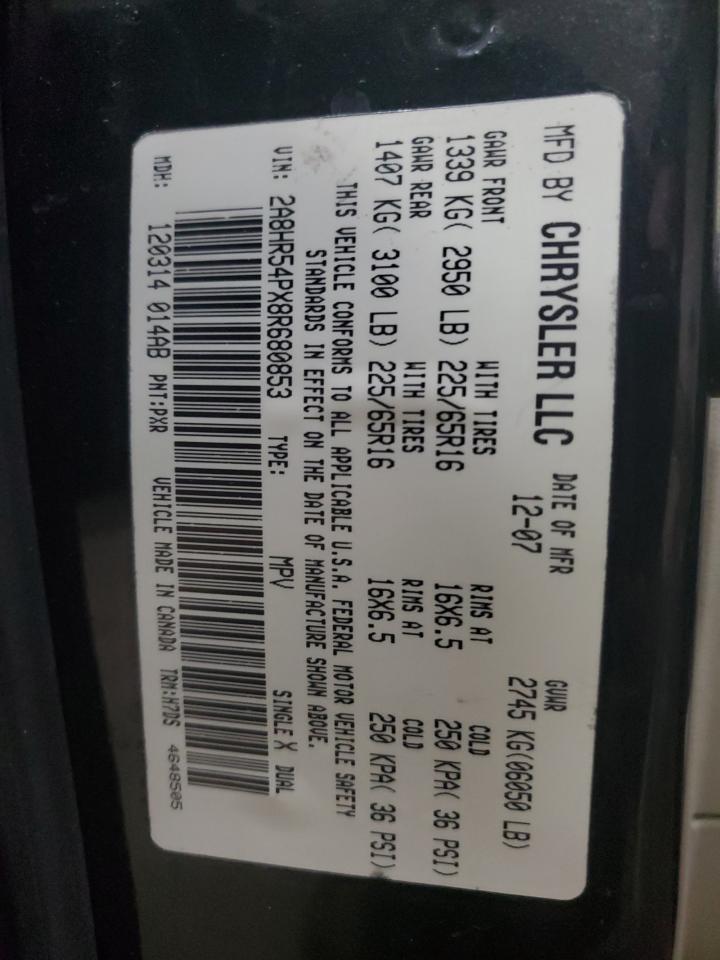 MFD BY CHRYSLER LLC DATE OF MFR GVWR
12-07 2745 KG(06050 LB)
GAWR FRONT WITH TIRES RIMS AT COLD
1339 KG( 2950 LB) 225/65R16 16X6.5 250 KPA( 36 PSI)
GAWR REAR WITH TIRES RIMS AT COLD
1407 KG( 3100 LB) 225/65R16 16X6.5 250 KPA( 36 PSI)
THIS VEHICLE CONFORMS TO ALL APPLICABLE U.S.A. FEDERAL MOTOR VEHICLE SAFETY
STANDARDS IN EFFECT ON THE DATE OF MANUFACTURE SHOWN ABOVE.
VIN: 2A8HR54PX8R680853 TYPE: MPV SINGLE X DUAL
MDH: 120314 014AB PNT:PXR VEHICLE MADE IN CANADA TRM:H7DS 4648505